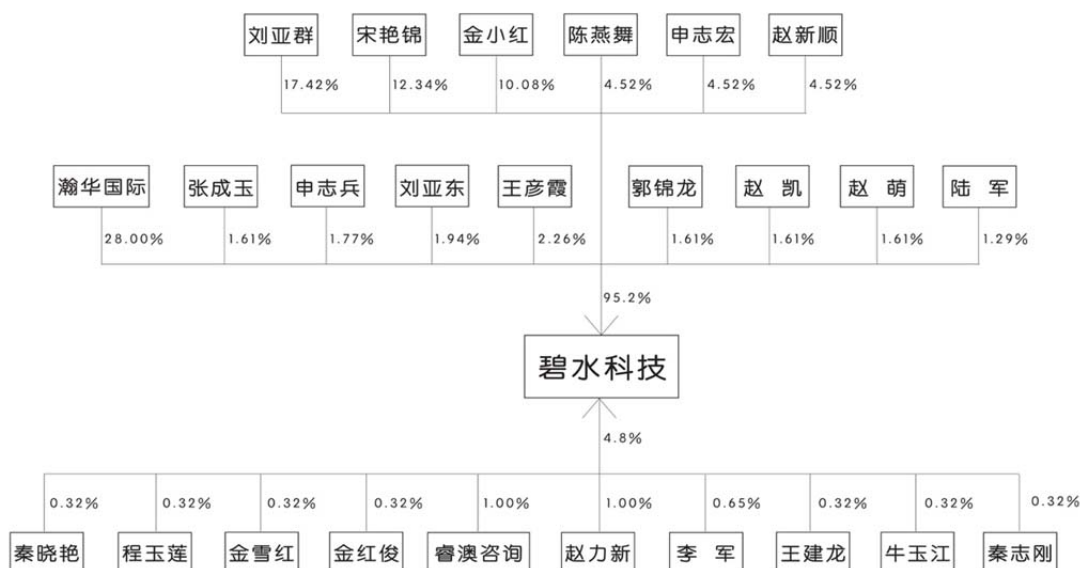 刘亚群 宋艳锦 金小红 陈燕舞 申志宏 赵新顺
17.42% 12.34% 10.08% 4.52% 4.52% 4.52%
瀚华国际 张成玉 申志兵 刘亚东 王彦霞 郭锦龙 赵 凯 赵 萌 陆 军
28.00% 1.61% 1.77% 1.94% 2.26% 1.61% 1.61% 1.61% 1.29%
95.2%
碧水科技
4.8%
0.32% 0.32% 0.32% 0.32% 1.00% 1.00% 0.65% 0.32% 0.32% 0.32%
秦晓艳 程玉莲 金雪红 金红俊 睿澳咨询 赵力新 李 军 王建龙 牛玉江 秦志刚